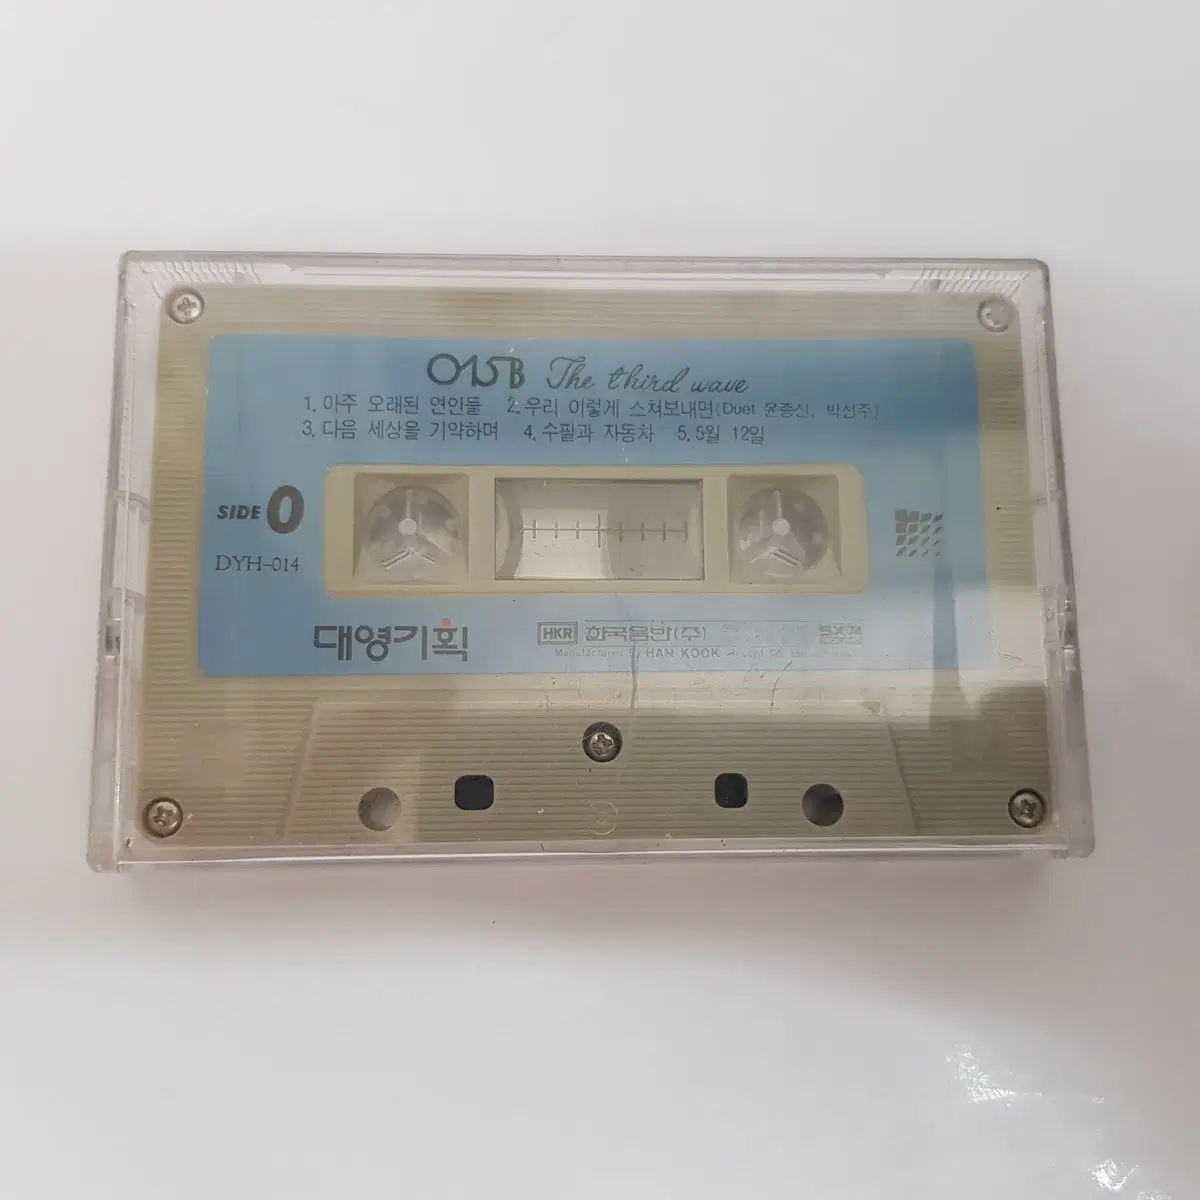 015B The third wave
1. 아주 오래된 연인들 2. 우리 이렇게 스쳐보내면(Duet 윤종신, 박선주)
3. 다음 세상을 기약하며 4. 수필과 자동차 5. 5월 12일
SIDE 0
DYH-014
대영기획
HKR 한국음반(주)
SX74
Manufactured By HAN KOOK